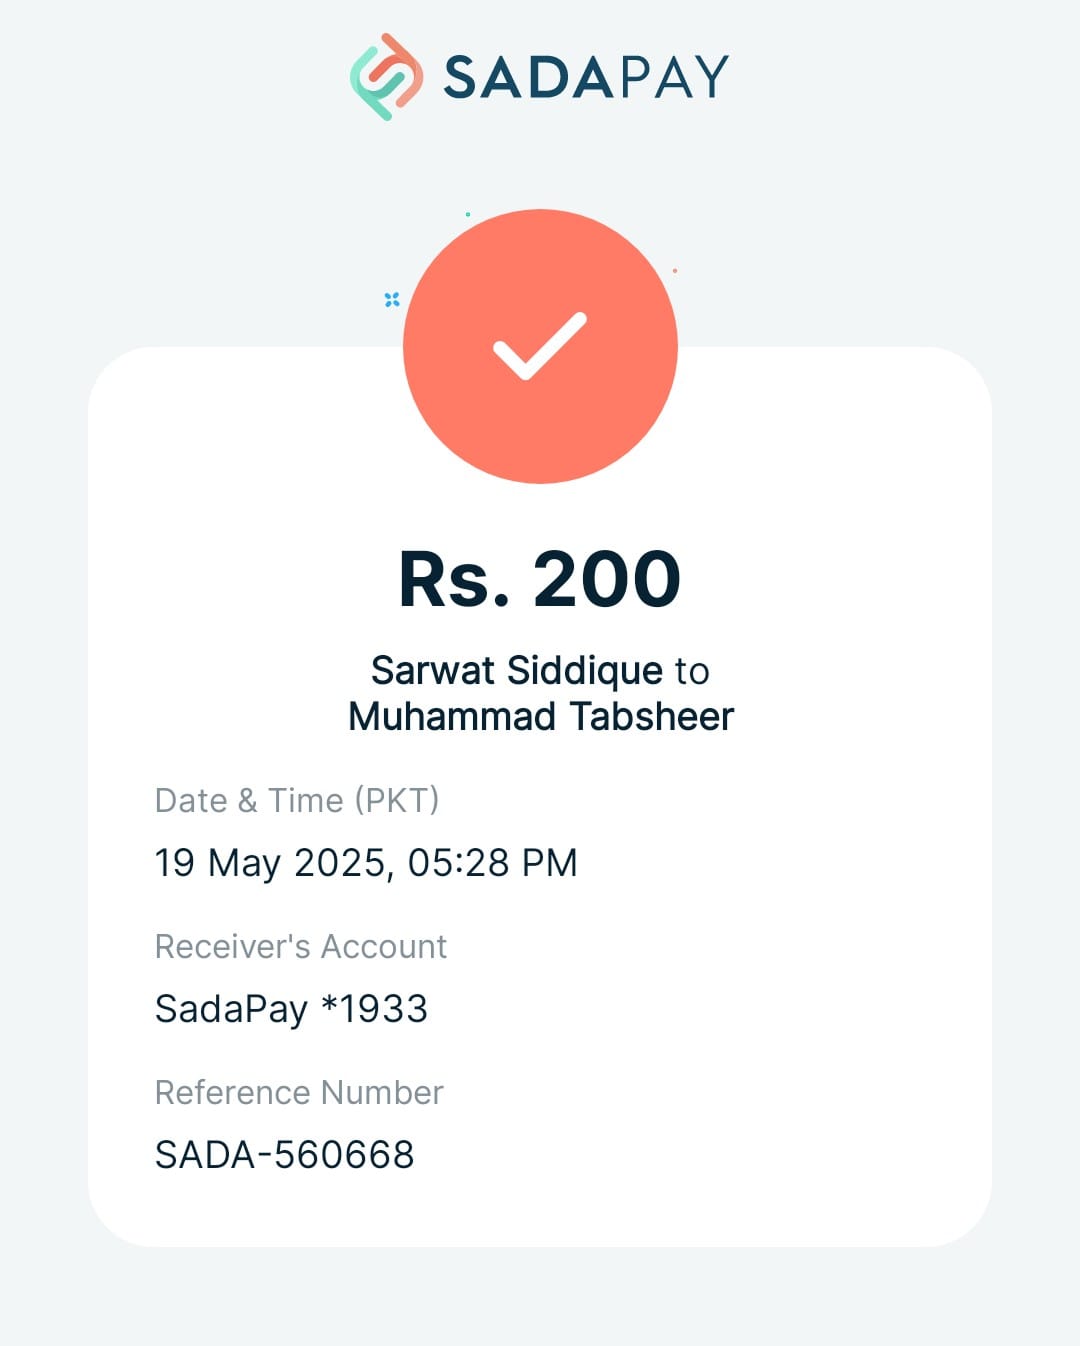 SADAPAY
Rs. 200
Sarwat Siddique to
Muhammad Tabsheer
Date & Time (PKT)
19 May 2025, 05:28 PM
Receiver's Account
SadaPay *1933
Reference Number
SADA-560668